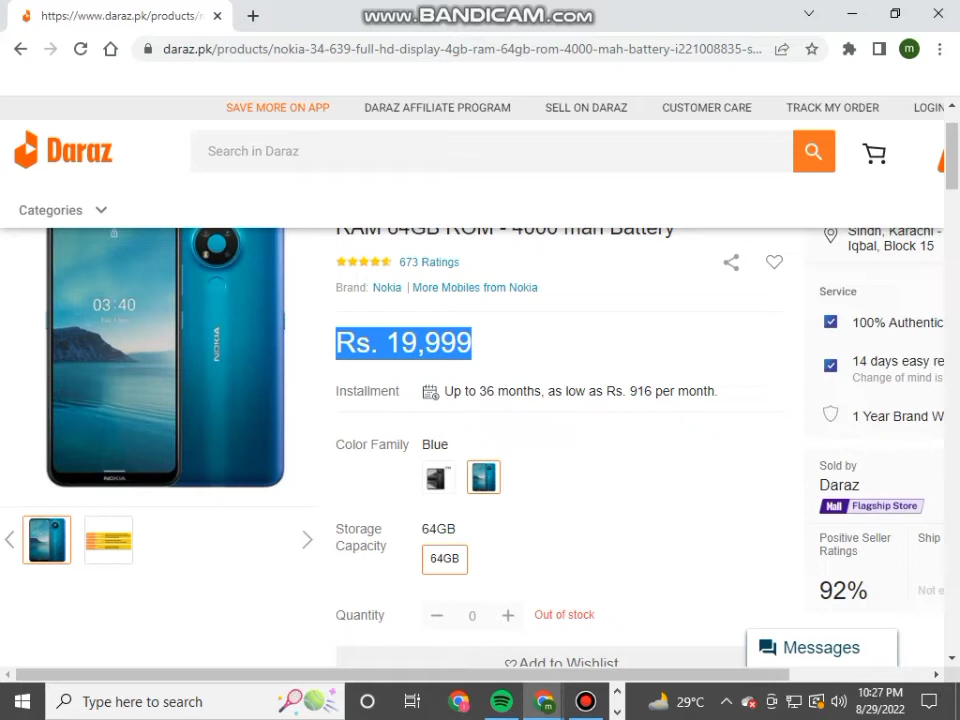 https://www.daraz.pk/products/n
www.BANDICAM.com
daraz.pk/products/nokia-34-639-full-hd-display-4gb-ram-64gb-rom-4000-mah-battery-i221008835-s...
m
SAVE MORE ON APP
DARAZ AFFILIATE PROGRAM
SELL ON DARAZ
CUSTOMER CARE
TRACK MY ORDER
LOGIN
Daraz
Search in Daraz
Categories
RAM 64GB ROM - 4000 mah Battery
673 Ratings
Brand: Nokia | More Mobiles from Nokia
Rs. 19,999
Installment
Up to 36 months, as low as Rs. 916 per month.
Color Family
Blue
Storage
Capacity
64GB
64GB
Quantity
0
Out of stock
Add to Wishlist
03:40
NOKIA
NOKIA
Sindh, Karachi -
Iqbal, Block 15
Service
100% Authentic
14 days easy re
Change of mind is
1 Year Brand W
Sold by
Daraz
Mall Flagship Store
Positive Seller
Ratings
Ship
92%
Not e
Messages
Type here to search
29°C
10:27 PM
8/29/2022